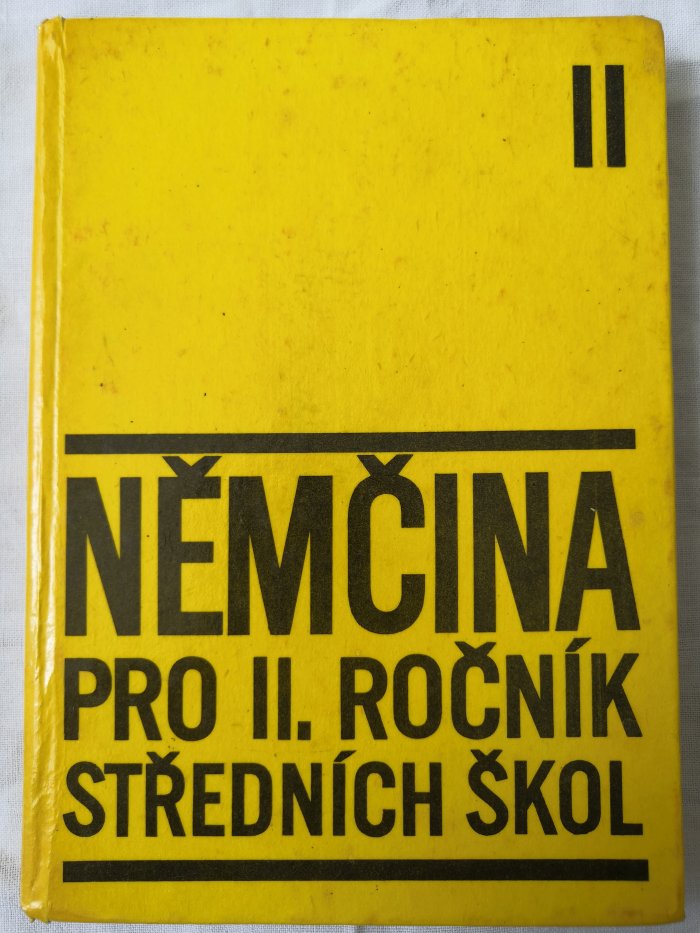 II
NĚMČINA
PRO II. ROČNÍK
STŘEDNÍCH ŠKOL